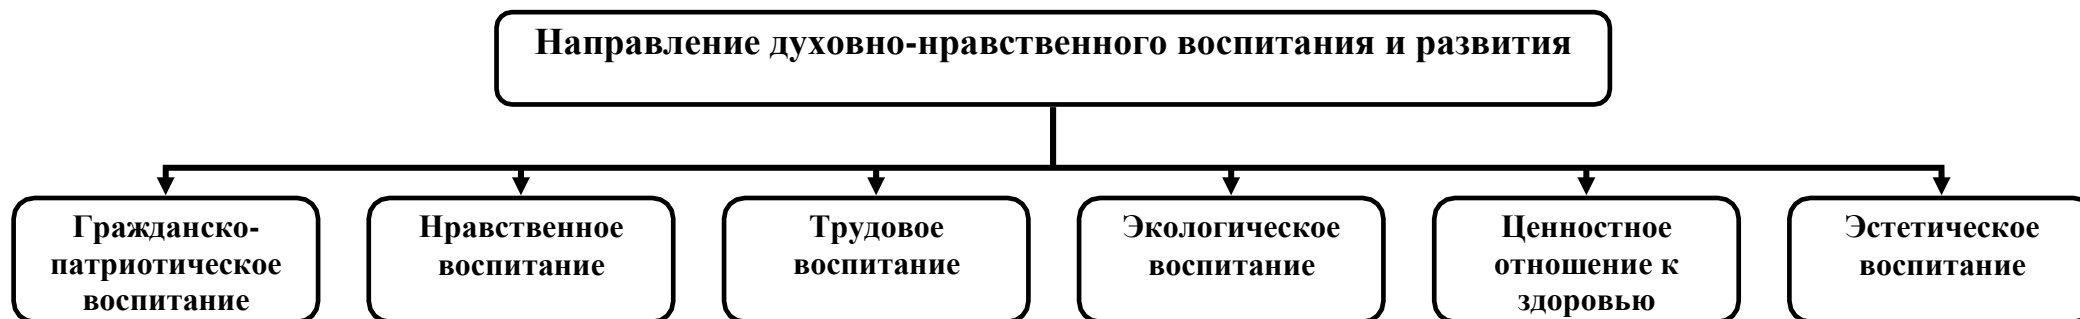 Направление духовно-нравственного воспитания и развития
Гражданско-
патриотическое
воспитание
Нравственное
воспитание
Трудовое
воспитание
Экологическое
воспитание
Ценностное
отношение к
здоровью
Эстетическое
воспитание